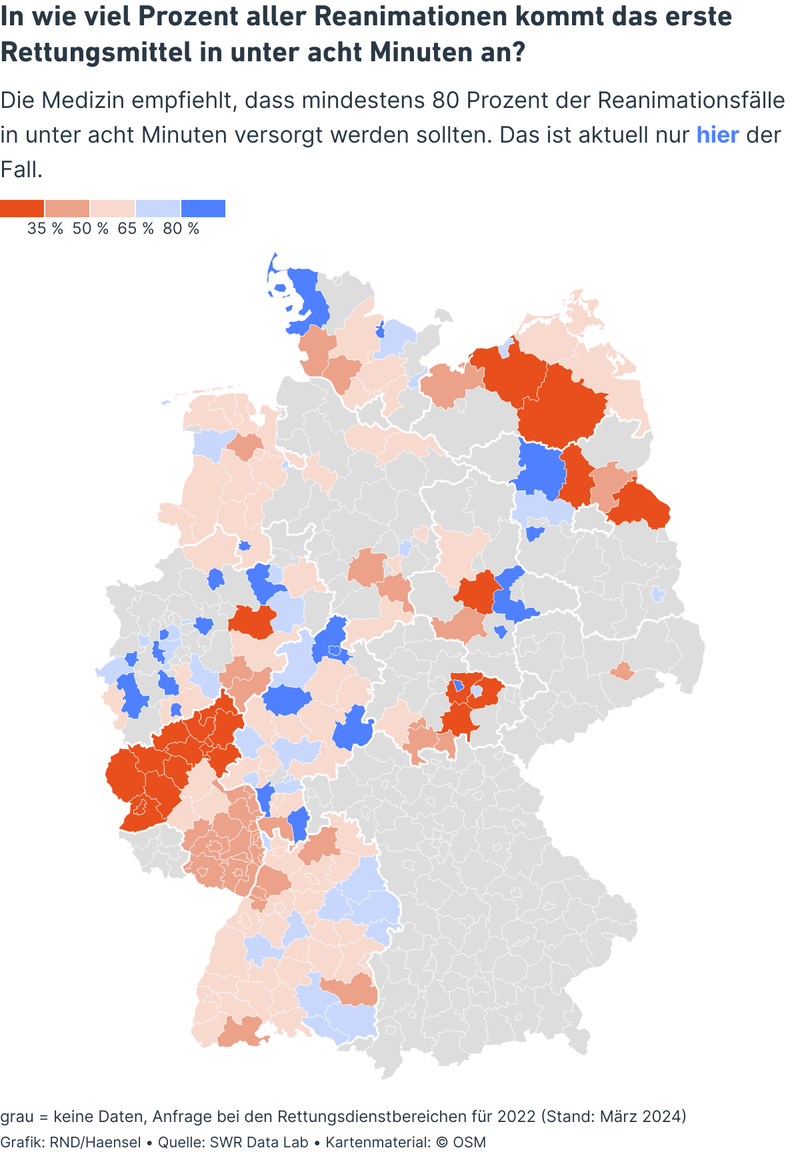 In wie viel Prozent aller Reanimationen kommt das erste
Rettungsmittel in unter acht Minuten an?
Die Medizin empfiehlt, dass mindestens 80 Prozent der Reanimationsfälle
in unter acht Minuten versorgt werden sollten. Das ist aktuell nur hier der
Fall.
35 % 50 % 65 % 80 %
grau = keine Daten, Anfrage bei den Rettungsdienstbereichen für 2022 (Stand: März 2024)
Grafik: RND/Haensel • Quelle: SWR Data Lab • Kartenmaterial: © OSM